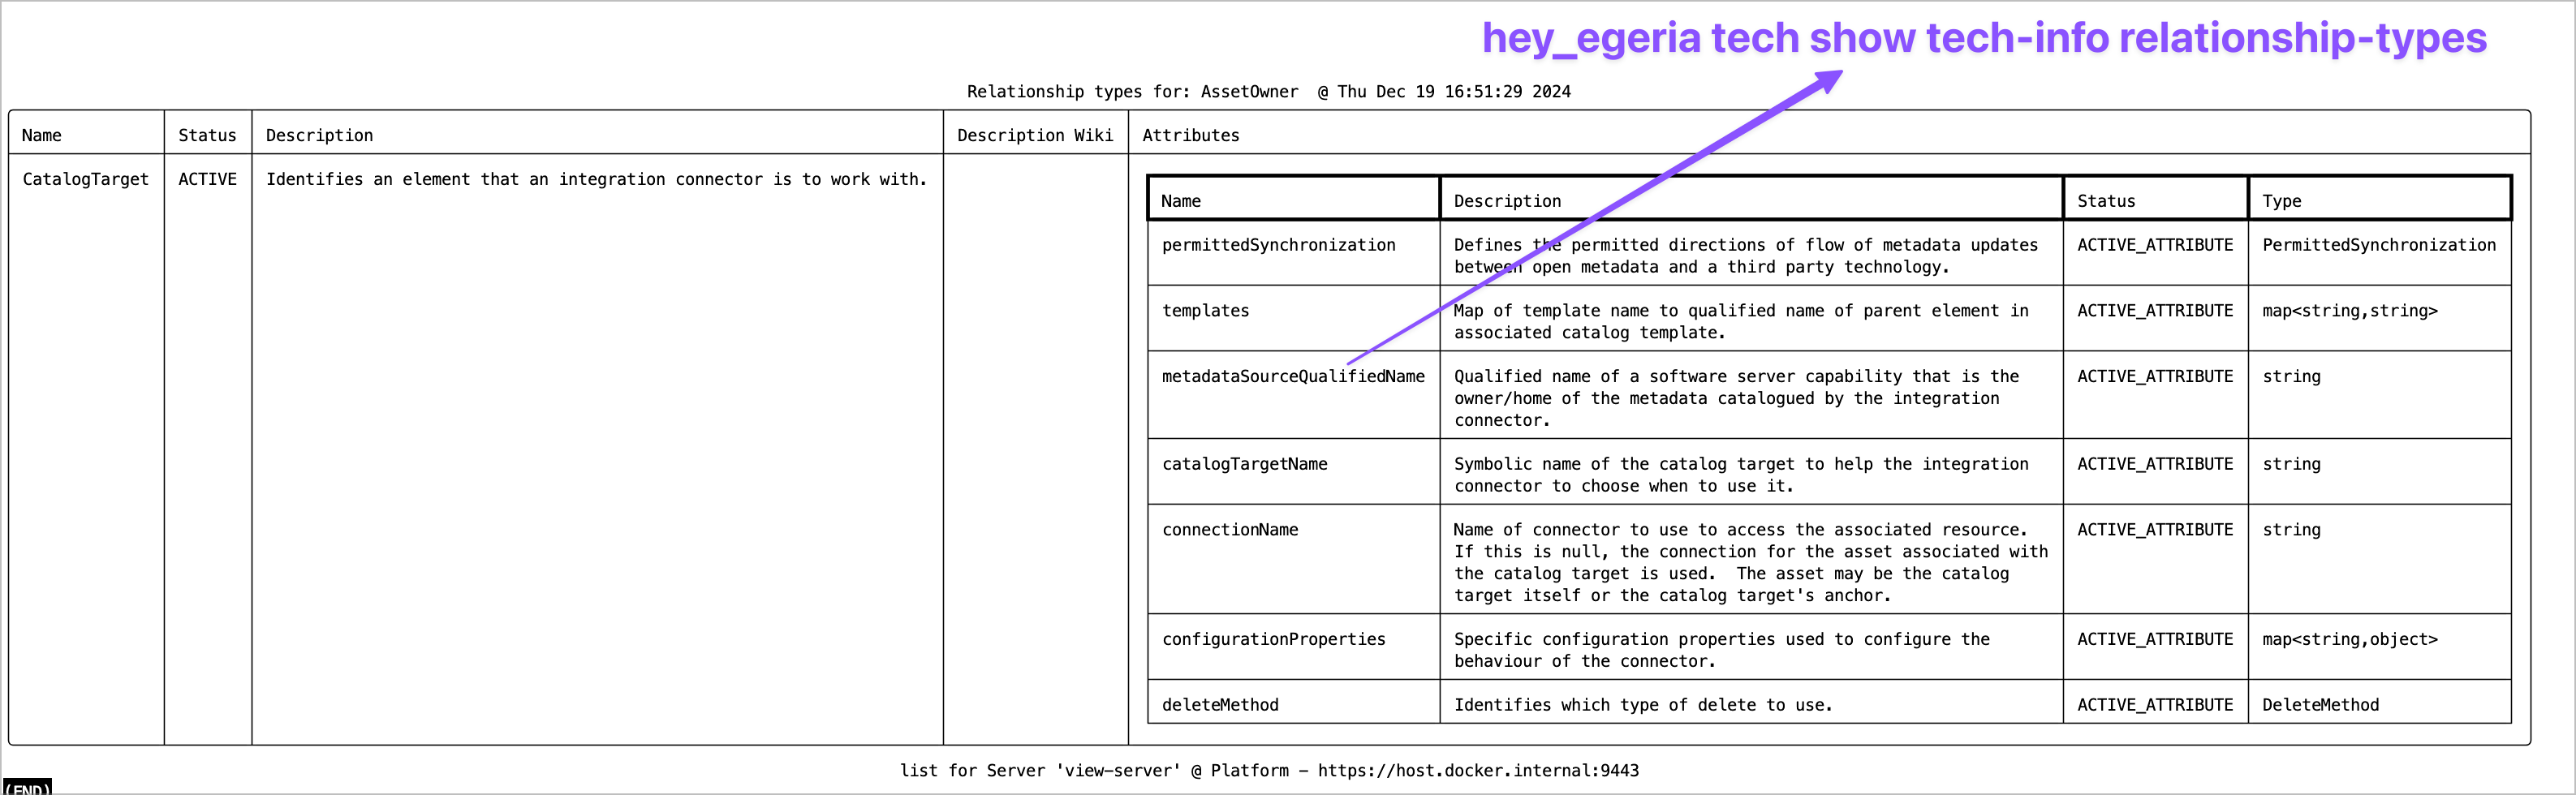 hey_egeria tech show tech-info relationship-types
Relationship types for: AssetOwner  @ Thu Dec 19 16:51:29 2024
Name Status Description Description Wiki Attributes
CatalogTarget ACTIVE Identifies an element that an integration connector is to work with.
Name Description Status Type
permittedSynchronization Defines the permitted directions of flow of metadata updates ACTIVE_ATTRIBUTE PermittedSynchronization
between open metadata and a third party technology.
templates Map of template name to qualified name of parent element in ACTIVE_ATTRIBUTE map<string,string>
associated catalog template.
metadataSourceQualifiedName Qualified name of a software server capability that is the ACTIVE_ATTRIBUTE string
owner/home of the metadata catalogued by the integration
connector.
catalogTargetName Symbolic name of the catalog target to help the integration ACTIVE_ATTRIBUTE string
connector to choose when to use it.
connectionName Name of connector to use to access the associated resource. ACTIVE_ATTRIBUTE string
If this is null, the connection for the asset associated with
the catalog target is used.  The asset may be the catalog
target itself or the catalog target's anchor.
configurationProperties Specific configuration properties used to configure the ACTIVE_ATTRIBUTE map<string,object>
behaviour of the connector.
deleteMethod Identifies which type of delete to use. ACTIVE_ATTRIBUTE DeleteMethod
list for Server 'view-server' @ Platform - https://host.docker.internal:9443
(END)